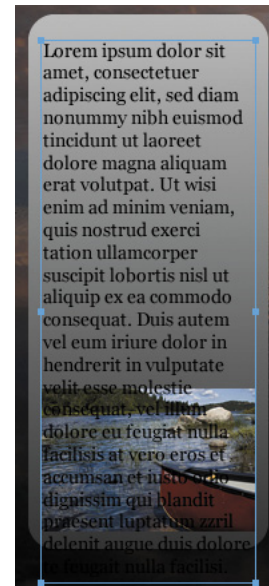 Lorem ipsum dolor sit
amet, consectetuer
adipiscing elit, sed diam
nonummy nibh euismod
tincidunt ut laoreet
dolore magna aliquam
erat volutpat. Ut wisi
enim ad minim veniam,
quis nostrud exerci
tation ullamcorper
suscipit lobortis nisl ut
aliquip ex ea commodo
consequat. Duis autem
vel eum iriure dolor in
hendrerit in vulputate
velit esse molestie
consequat, vel illum
dolore eu feugiat nulla
facilisis at vero eros et
accumsan et iusto odio
dignissim qui blandit
praesent luptatum zzril
delenit augue duis dolore
te feugait nulla facilisi.